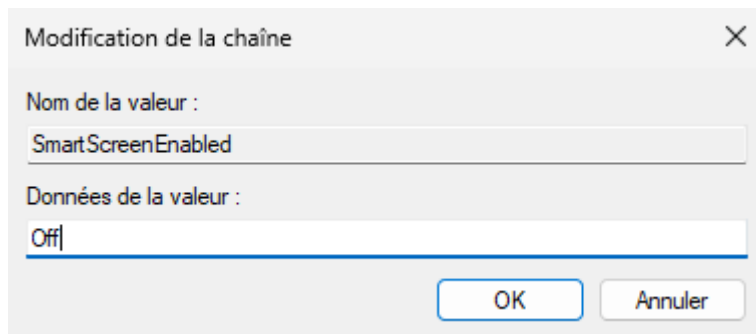 Modification de la chaîne
Nom de la valeur :
SmartScreenEnabled
Données de la valeur :
Off
OK
Annuler